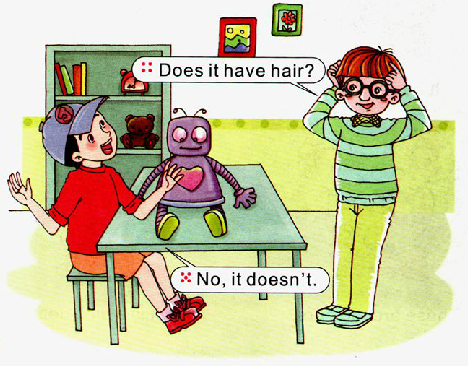 Does it have hair?
No, it doesn't.